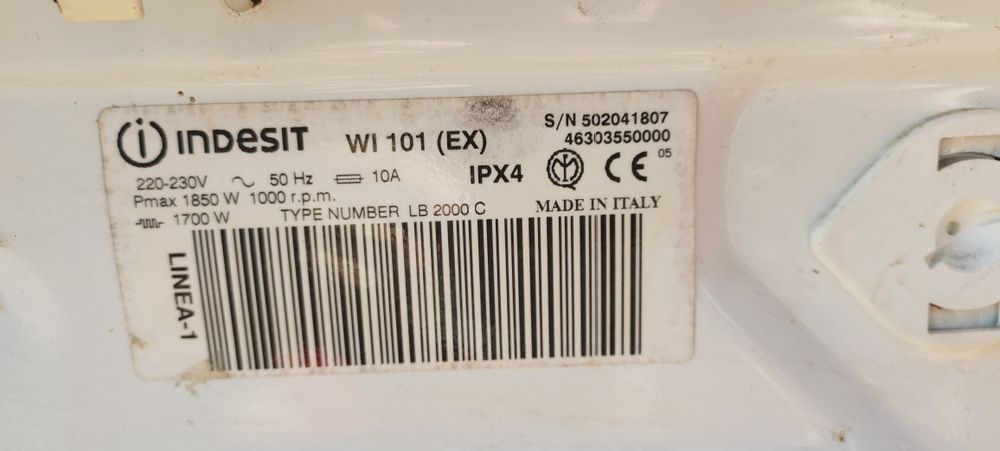 INDESIT WI 101 (EX) S/N 502041807
46303550000
220-230V ~ 50 Hz 10A IPX4 CE 05
Pmax 1850 W 1000 r.p.m.
1700 W TYPE NUMBER LB 2000 C MADE IN ITALY
LINEA-1